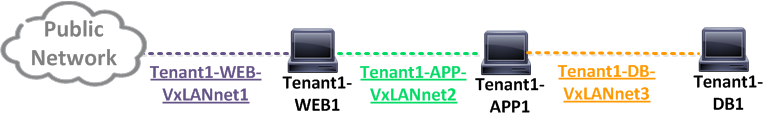 Public
Network
Tenant1-WEB-
VxLANnet1
Tenant1-
WEB1
Tenant1-APP-
VxLANnet2
Tenant1-
APP1
Tenant1-DB-
VxLANnet3
Tenant1-
DB1